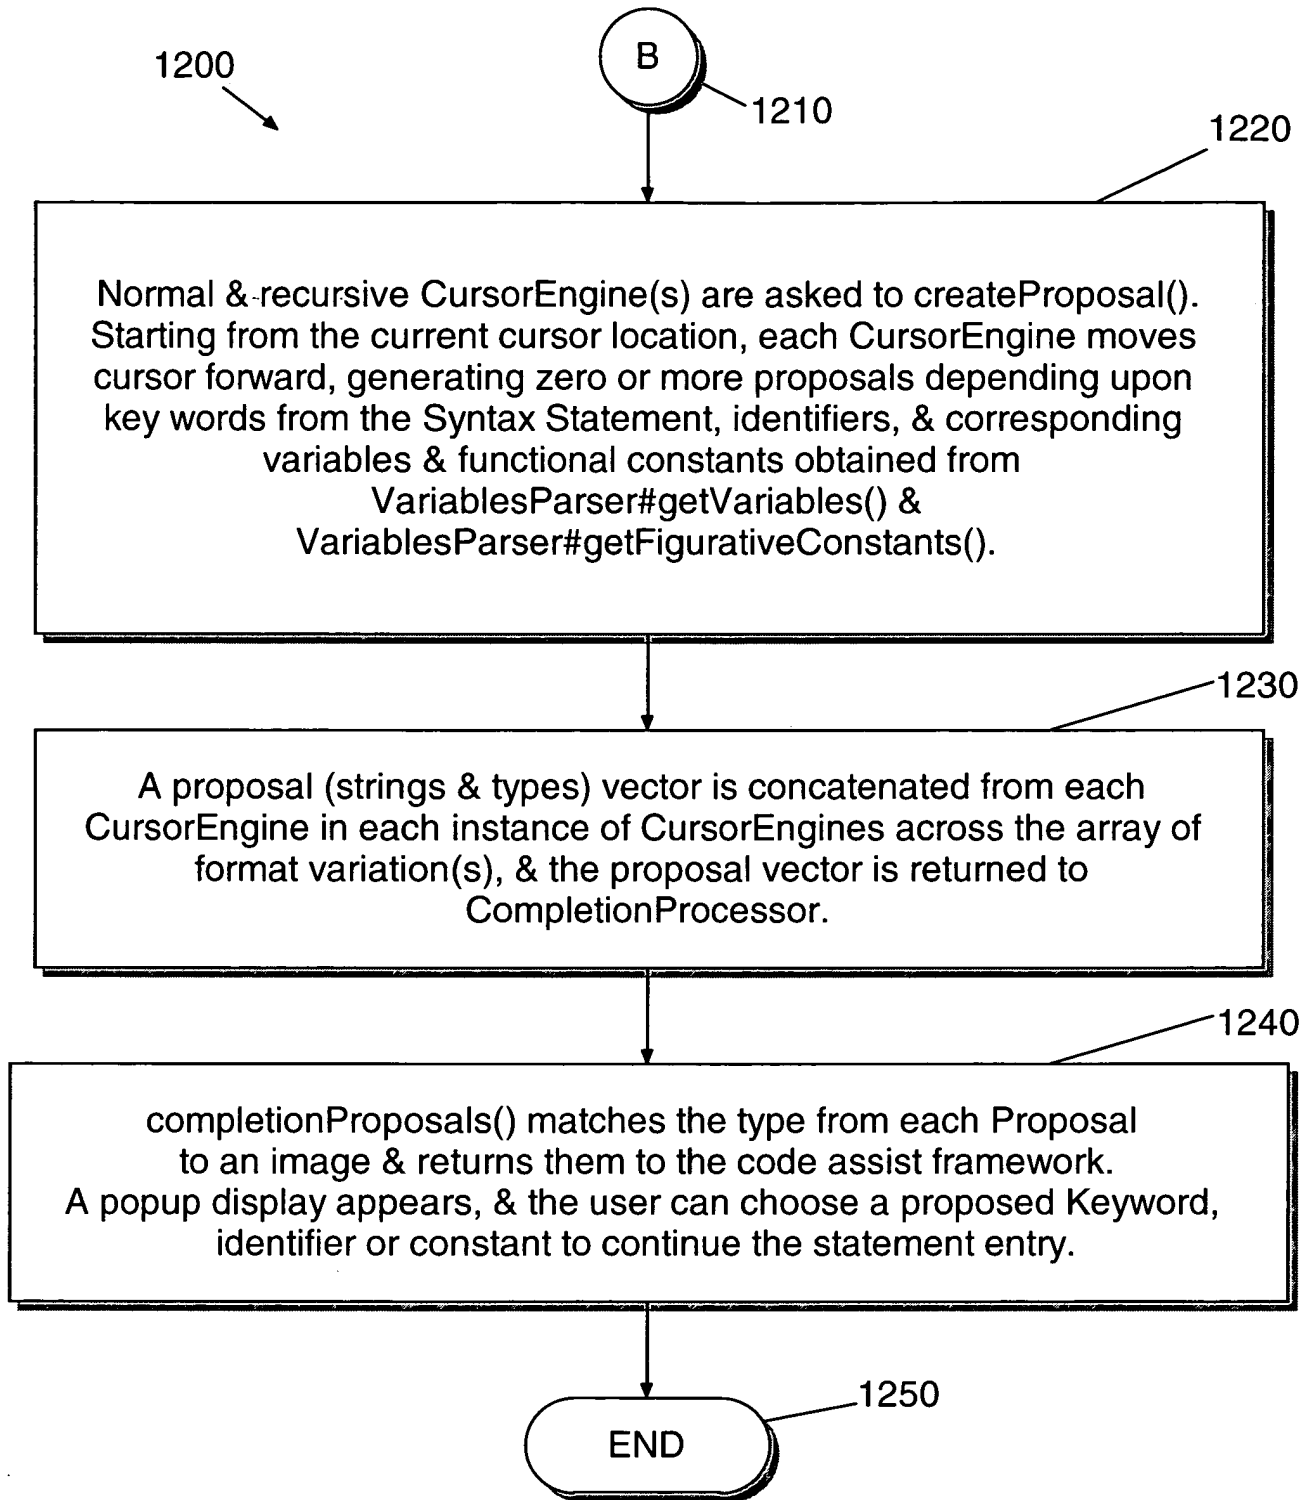 B
1200
1210
1220
Normal & recursive CursorEngine(s) are asked to createProposal().
Starting from the current cursor location, each CursorEngine moves
cursor forward, generating zero or more proposals depending upon
key words from the Syntax Statement, identifiers, & corresponding
variables & functional constants obtained from
VariablesParser#getVariables() &
VariablesParser#getFigurativeConstants().
1230
A proposal (strings & types) vector is concatenated from each
CursorEngine in each instance of CursorEngines across the array of
format variation(s), & the proposal vector is returned to
CompletionProcessor.
1240
completionProposals() matches the type from each Proposal
to an image & returns them to the code assist framework.
A popup display appears, & the user can choose a proposed Keyword,
identifier or constant to continue the statement entry.
1250
END